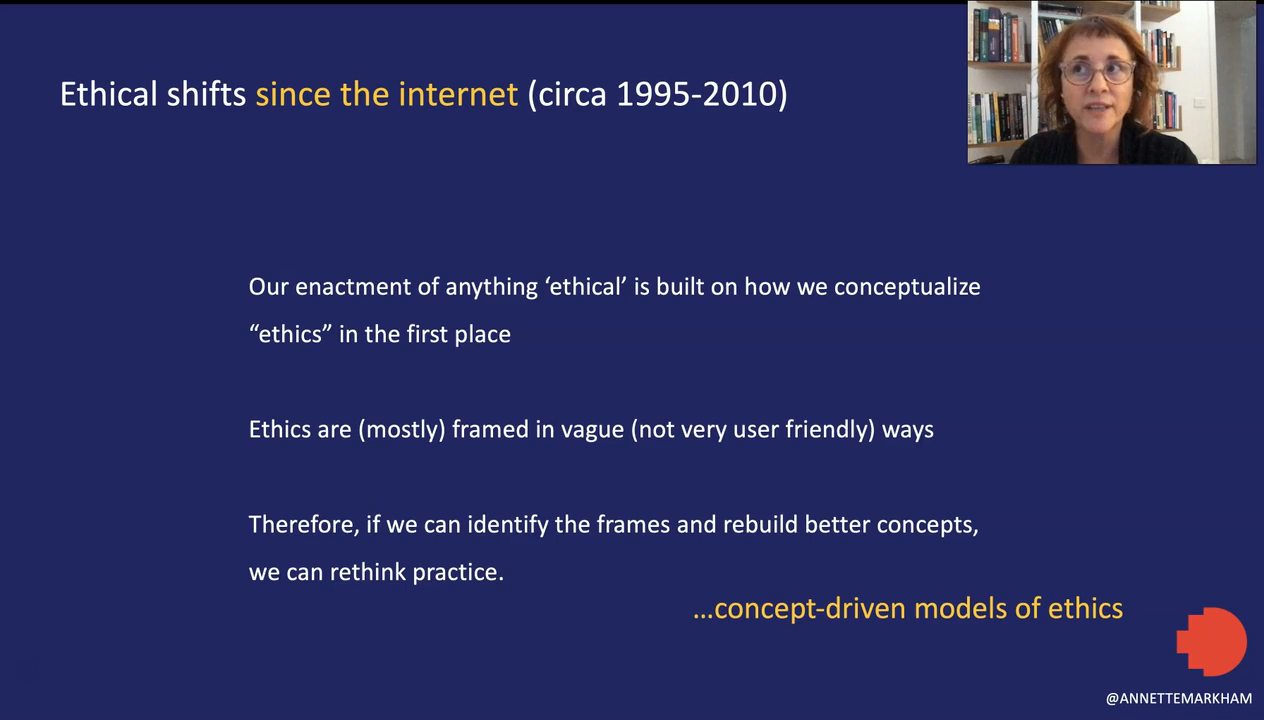 Ethical shifts since the internet (circa 1995-2010)
Our enactment of anything ‘ethical’ is built on how we conceptualize
“ethics” in the first place
Ethics are (mostly) framed in vague (not very user friendly) ways
Therefore, if we can identify the frames and rebuild better concepts,
we can rethink practice.
...concept-driven models of ethics
@ANNETTEMARKHAM